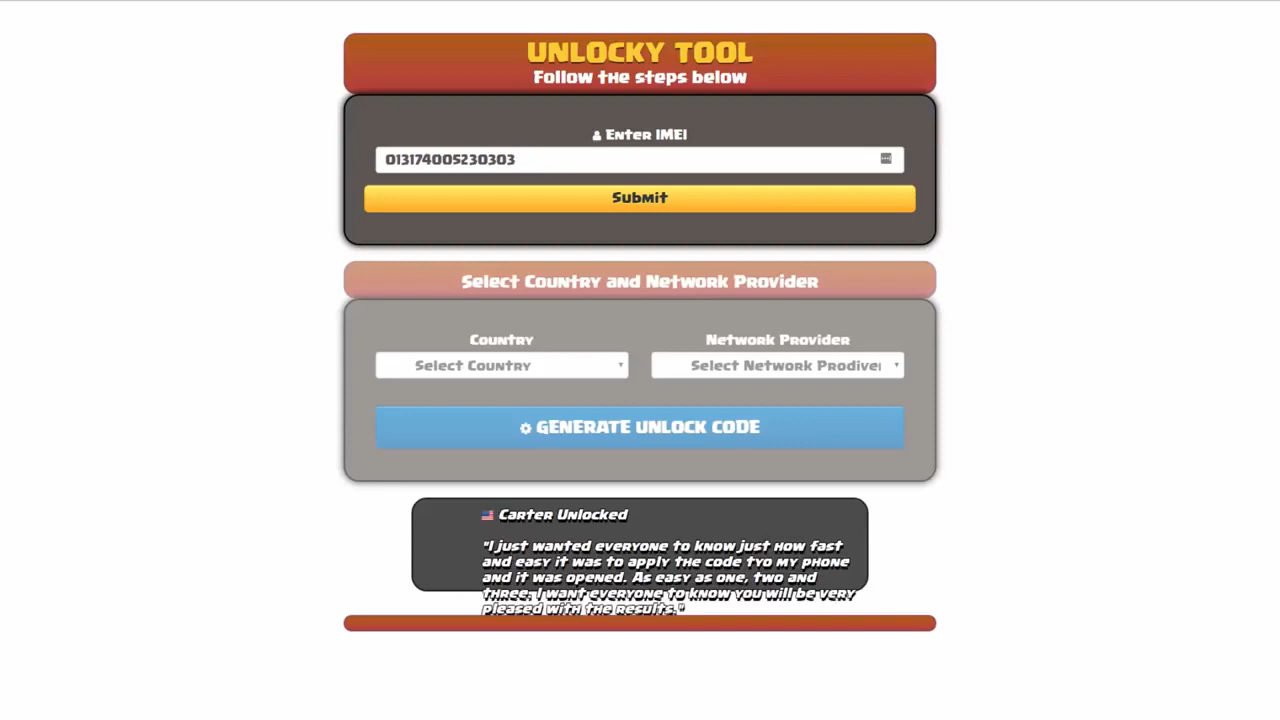 UNLOCKY TOOL
Follow the steps below
Enter IMEI
013174005230303
Submit
Select Country and Network Provider
Country
Network Provider
Select Country
Select Network Prodiver
GENERATE UNLOCK CODE
Carter Unlocked
"I just wanted everyone to know just how fast
and easy it was to apply the code tyo my phone
and it was opened. As easy as one, two and
three. I want everyone to know you will be very
pleased with the results."